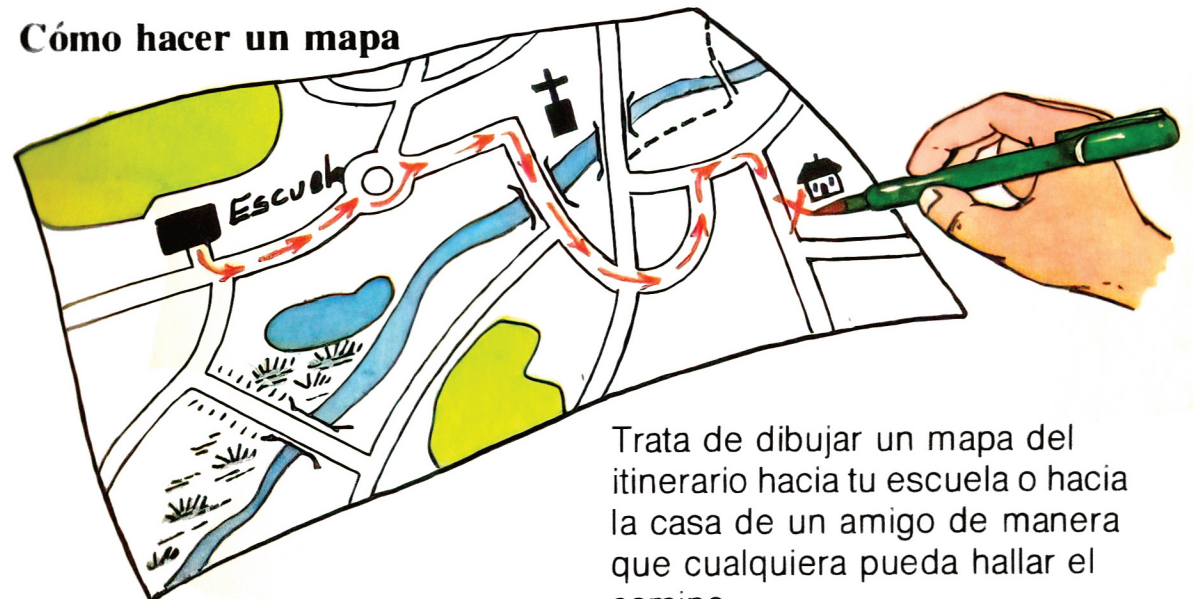 Cómo hacer un mapa
Escuela
Trata de dibujar un mapa del
itinerario hacia tu escuela o hacia
la casa de un amigo de manera
que cualquiera pueda hallar el